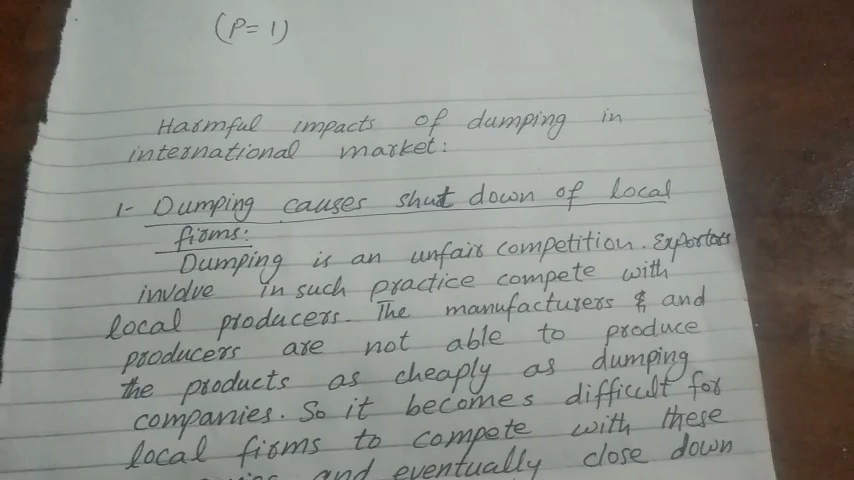 (P=1)
Harmful impacts of dumping in
international market:
1- Dumping causes shut down of local
firms:
Dumping is an unfair competition. Exportors
involve in such practice compete with
local producers. The manufacturers & and
producers are not able to produce
the products as cheaply as dumping
companies. So it becomes difficult for
local firms to compete with these
and eventually close down